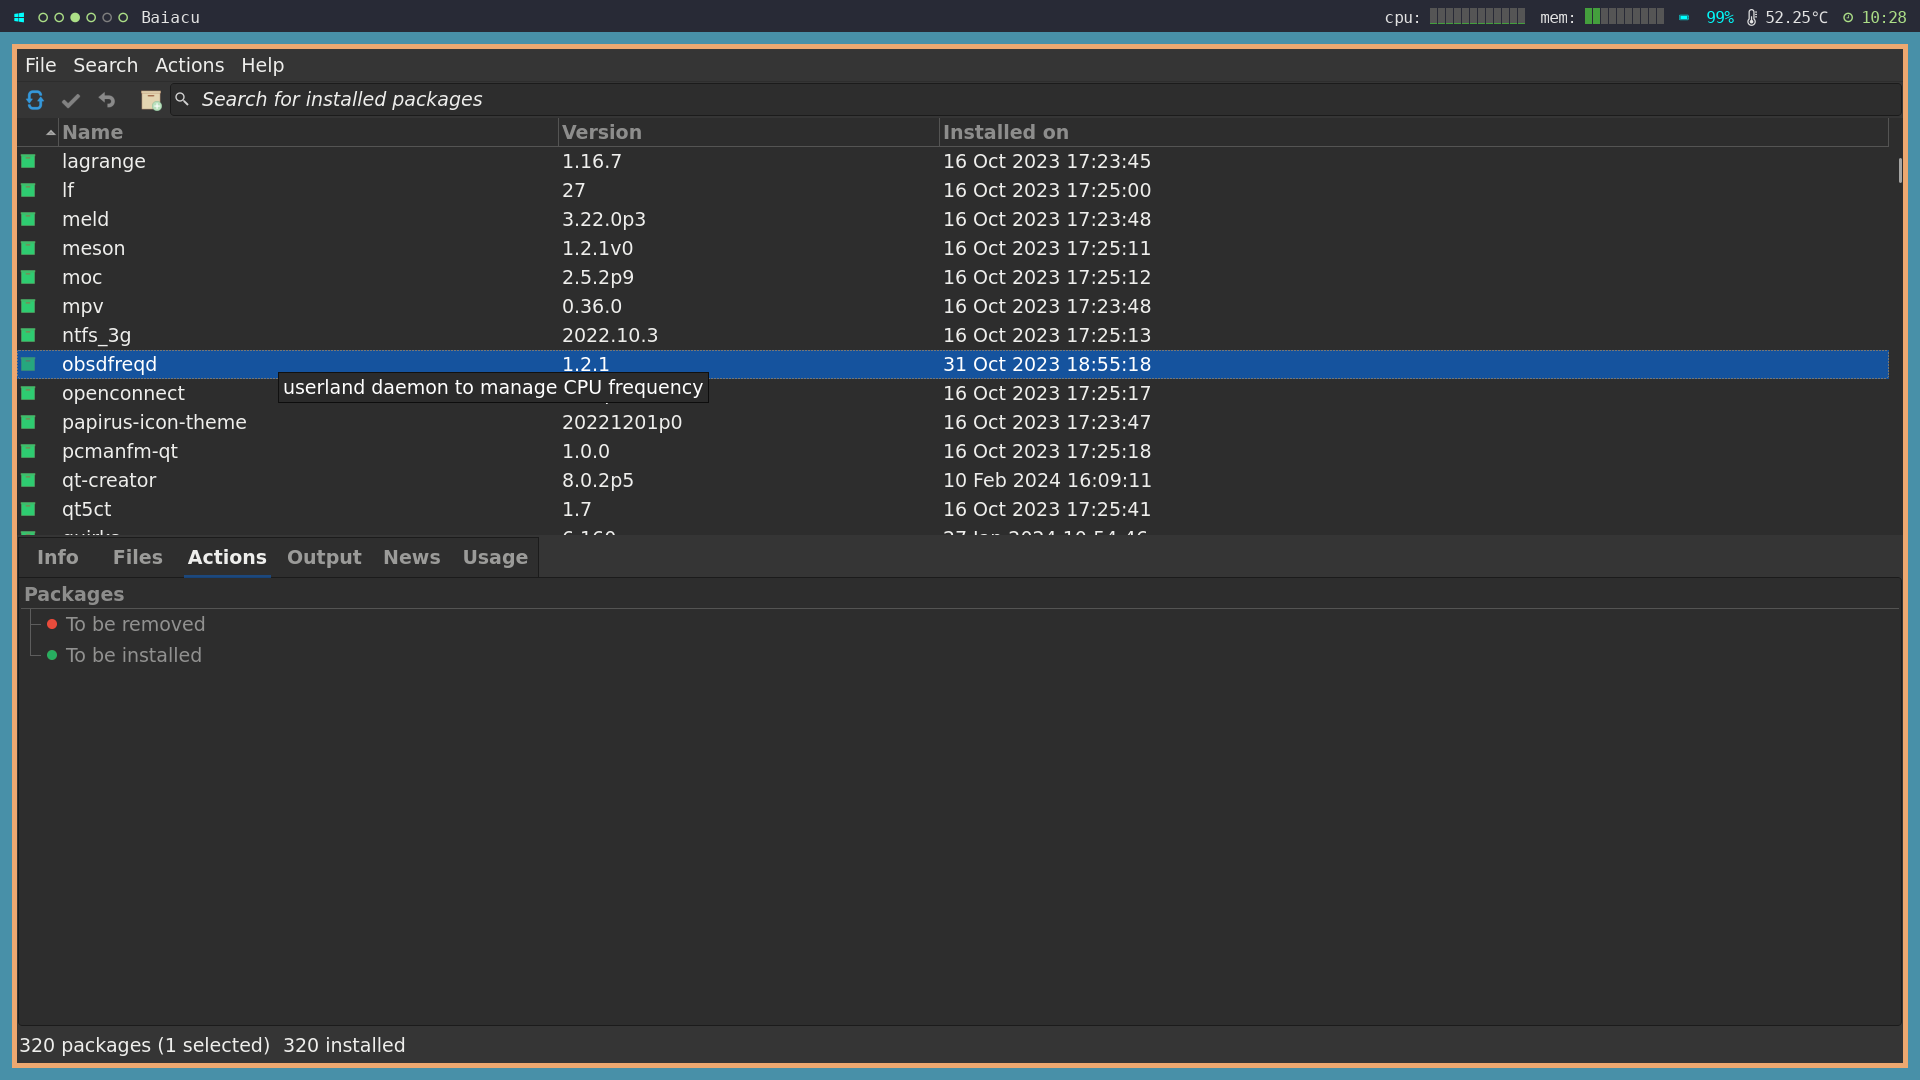 Baiacu cpu: mem: 99% 52.25°C 10:28
File Search Actions Help
Search for installed packages
Name Version Installed on
lagrange 1.16.7 16 Oct 2023 17:23:45
lf 27 16 Oct 2023 17:25:00
meld 3.22.0p3 16 Oct 2023 17:23:48
meson 1.2.1v0 16 Oct 2023 17:25:11
moc 2.5.2p9 16 Oct 2023 17:25:12
mpv 0.36.0 16 Oct 2023 17:23:48
ntfs_3g 2022.10.3 16 Oct 2023 17:25:13
obsdfreqd 1.2.1 31 Oct 2023 18:55:18
userland daemon to manage CPU frequency
openconnect 16 Oct 2023 17:25:17
papirus-icon-theme 20221201p0 16 Oct 2023 17:23:47
pcmanfm-qt 1.0.0 16 Oct 2023 17:25:18
qt-creator 8.0.2p5 10 Feb 2024 16:09:11
qt5ct 1.7 16 Oct 2023 17:25:41
Info Files Actions Output News Usage
Packages
To be removed
To be installed
320 packages (1 selected) 320 installed